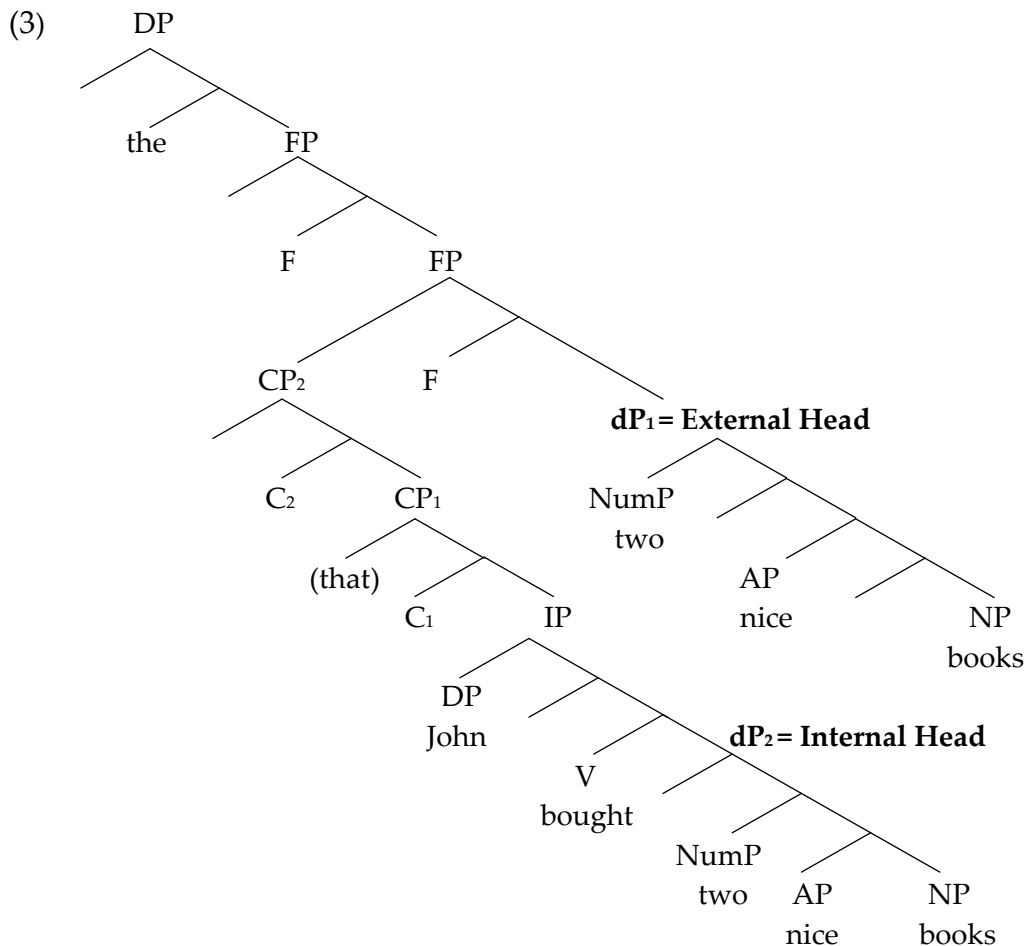 (3) DP
the FP
F FP
CP₂ F
dP₁= External Head
C₂ CP₁ NumP
two
(that) AP
C₁ IP nice NP
books
DP
John dP₂= Internal Head
V
bought
NumP
two AP NP
nice books